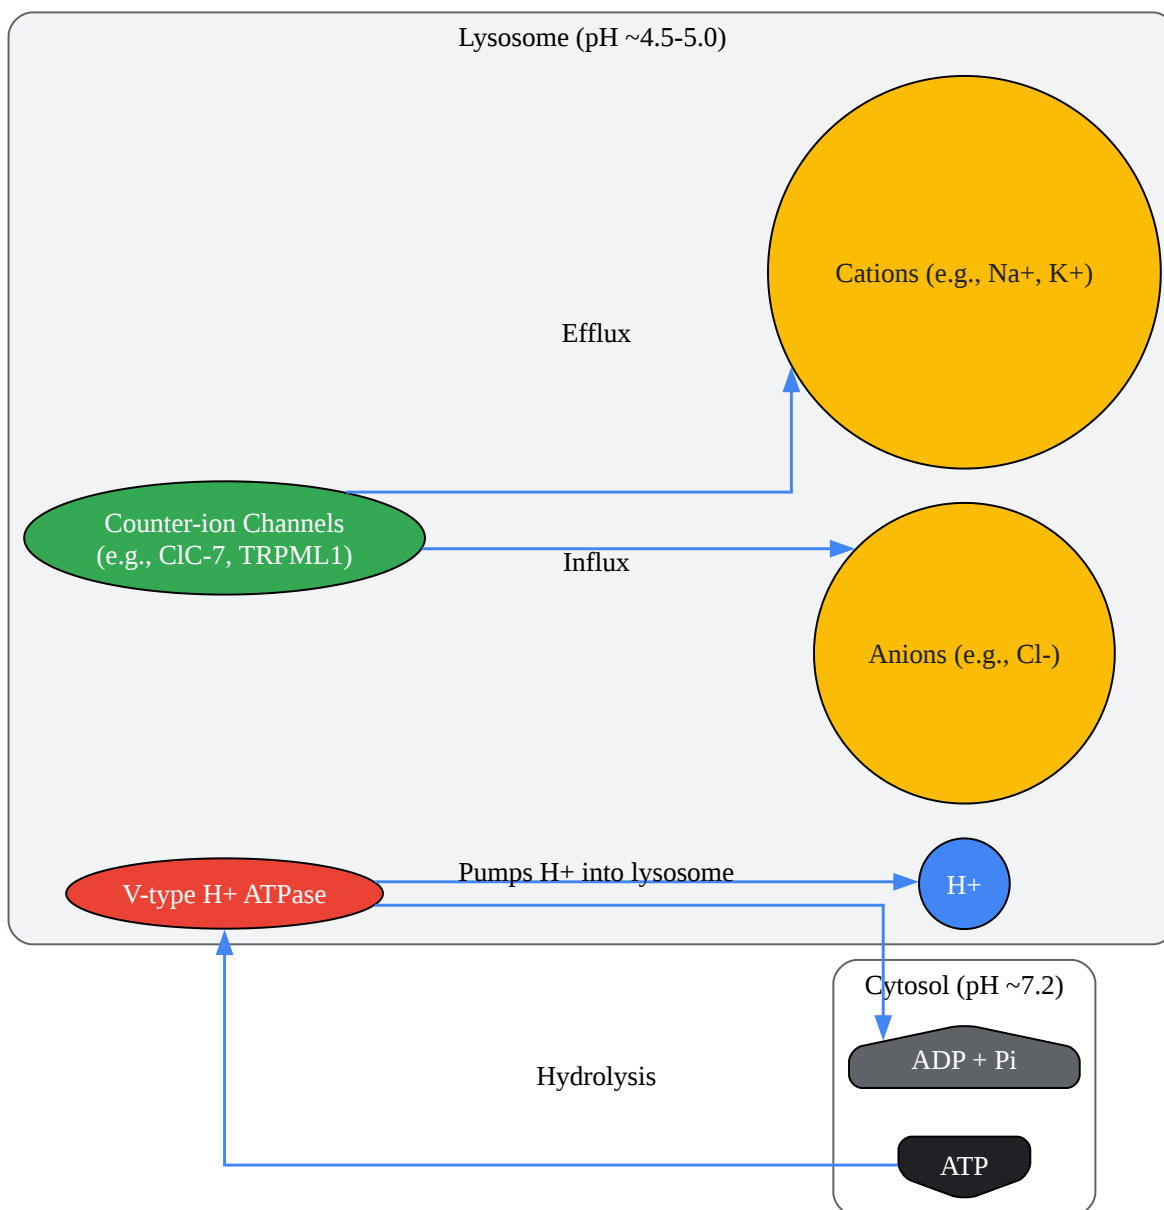 Lysosome (pH ~4.5-5.0)
Cations (e.g., Na+, K+)
Efflux
Counter-ion Channels
(e.g., ClC-7, TRPML1)
Influx
Anions (e.g., Cl-)
Pumps H+ into lysosome
V-type H+ ATPase
H+
Cytosol (pH ~7.2)
ADP + Pi
Hydrolysis
ATP